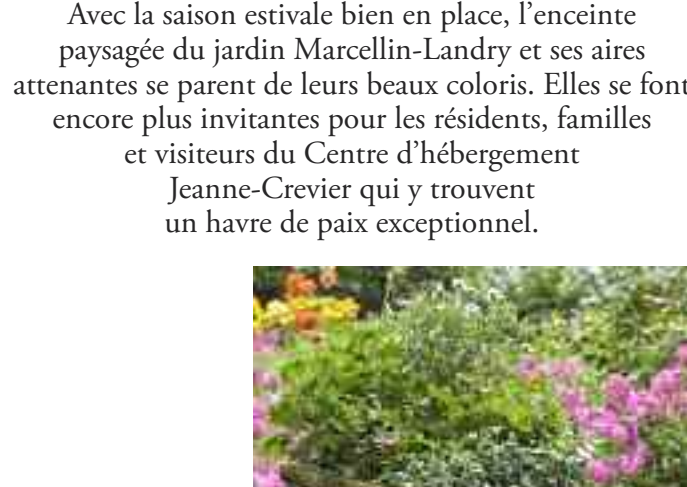 Avec la saison estivale bien en place, l’enceinte
paysagée du jardin Marcellin-Landry et ses aires
attenantes se parent de leurs beaux coloris. Elles se font
encore plus invitantes pour les résidents, familles
et visiteurs du Centre d’hébergement
Jeanne-Crevier qui y trouvent
un havre de paix exceptionnel.